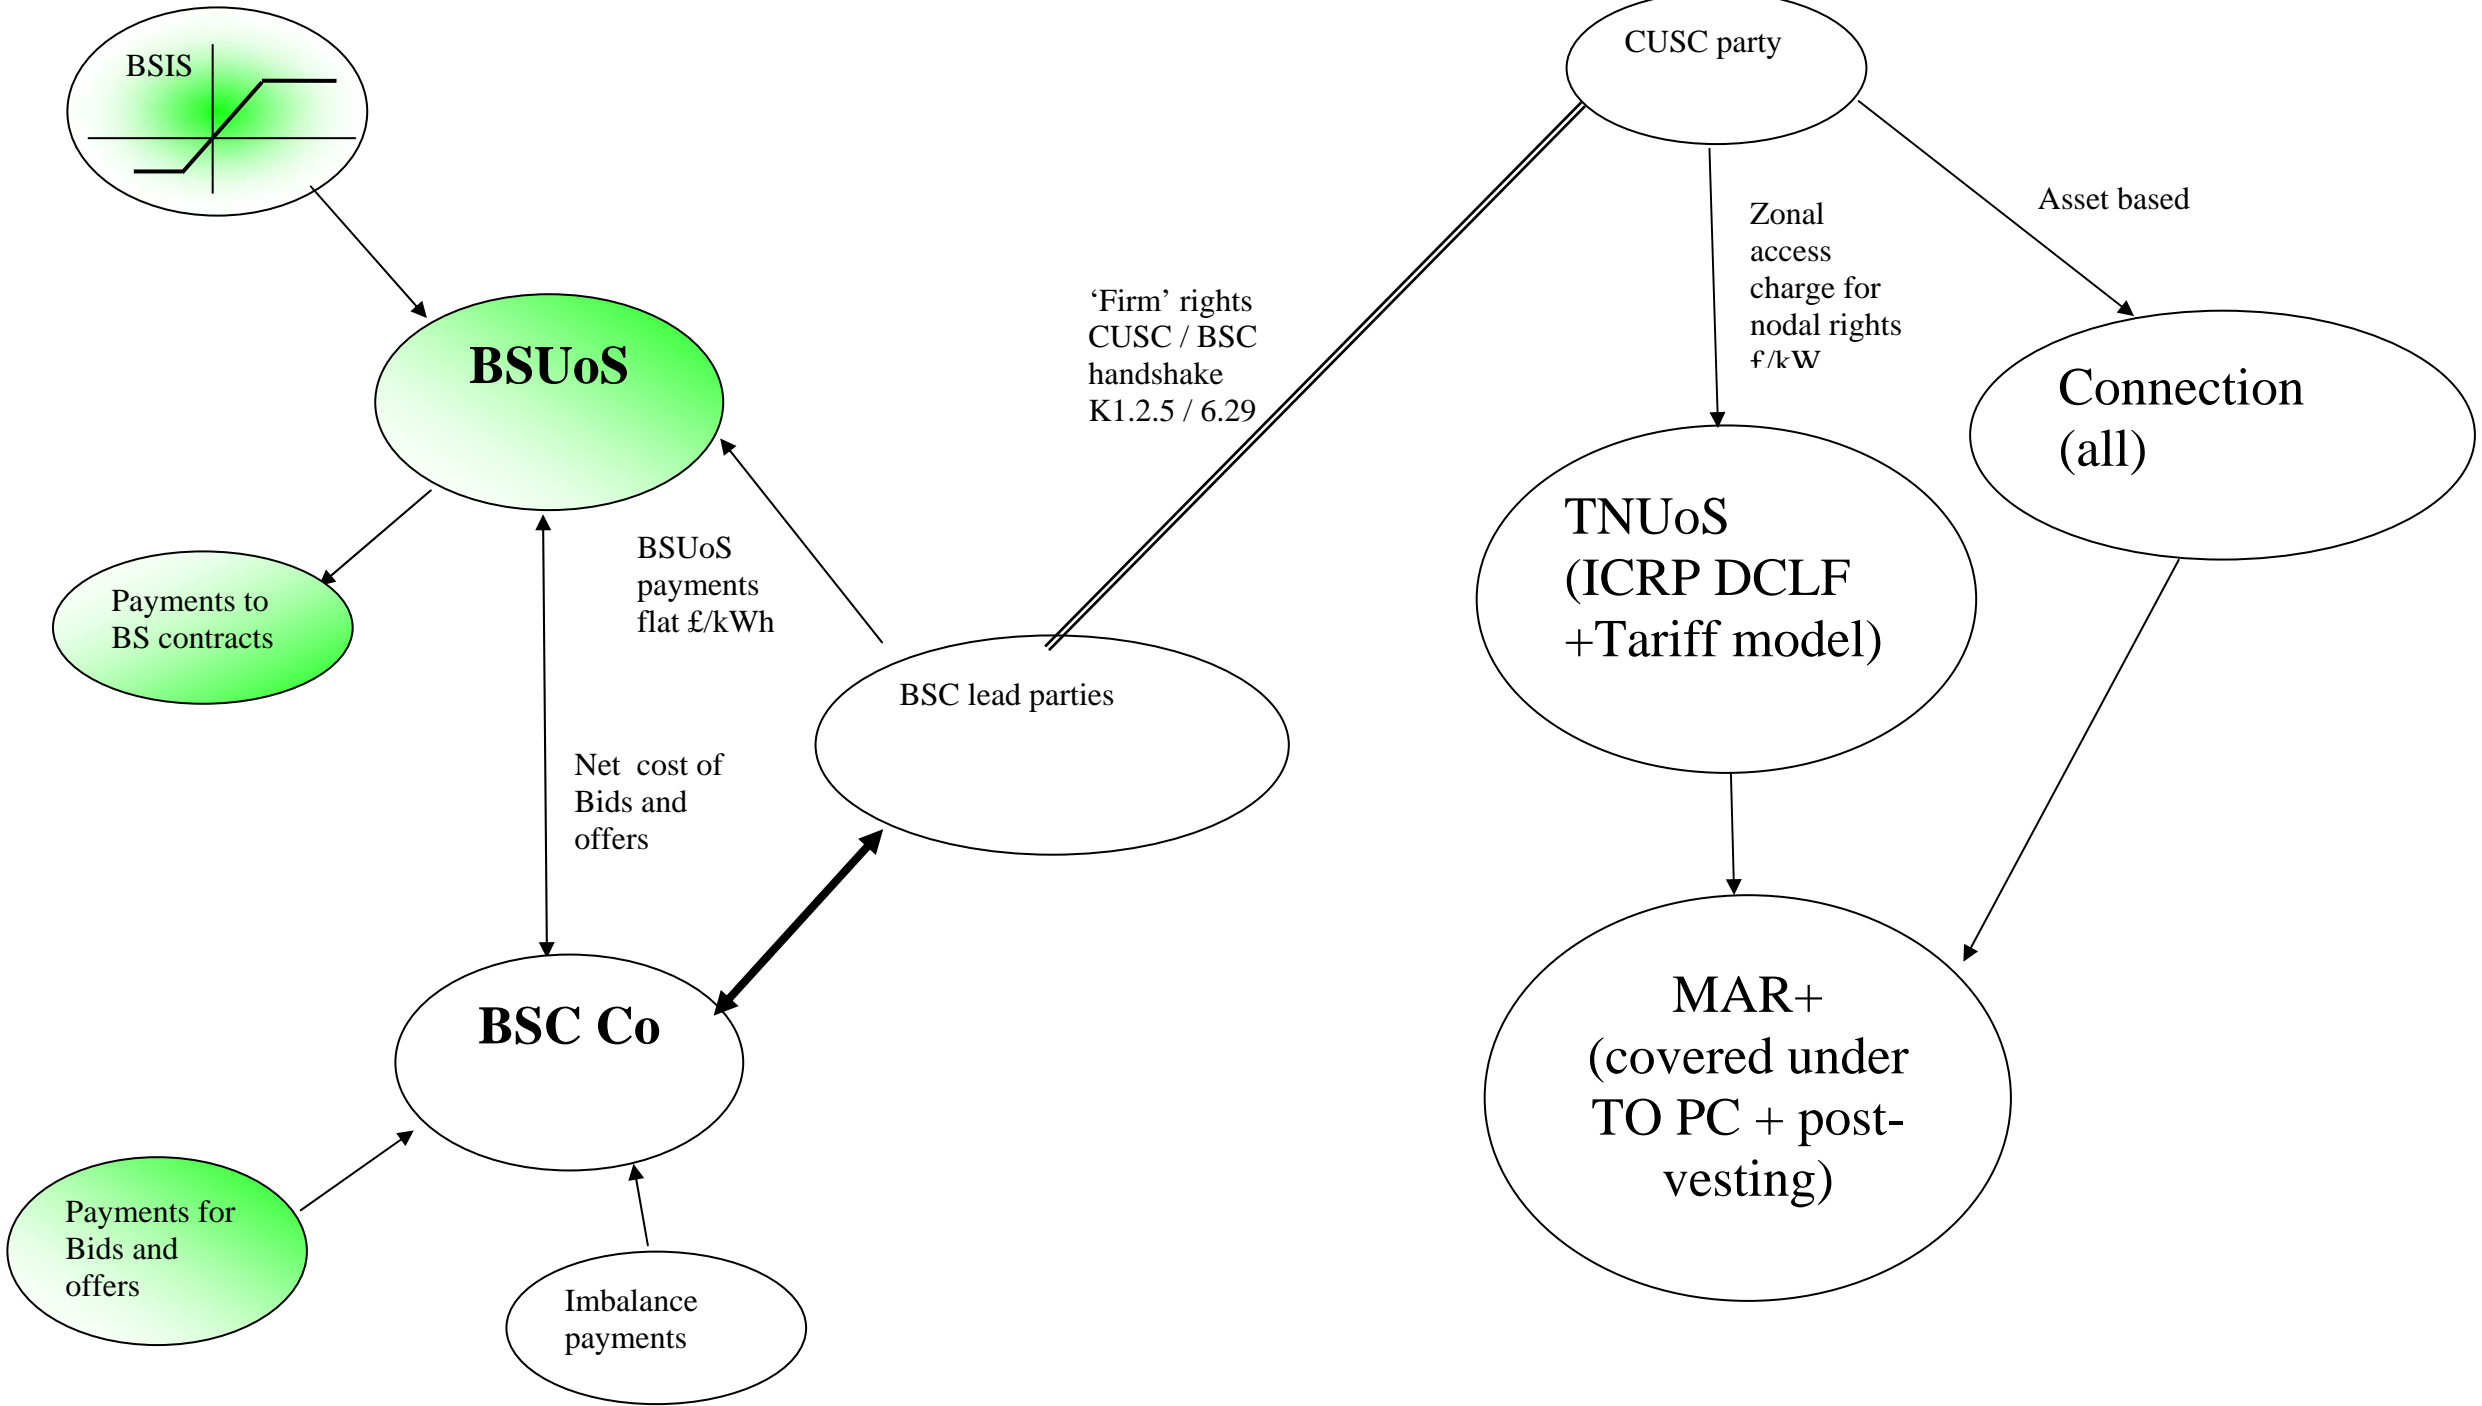 BSIS
CUSC party
Asset based
Zonal
access
charge for
nodal rights
£/kW
‘Firm’ rights
CUSC / BSC
handshake
K1.2.5 / 6.29
BSUoS
Connection
(all)
TNUoS
(ICRP DCLF
+Tariff model)
BSUoS
payments
flat £/kWh
Payments to
BS contracts
BSC lead parties
Net  cost of
Bids and
offers
BSC Co
MAR+
(covered under
TO PC + post-
vesting)
Payments for
Bids and
offers
Imbalance
payments